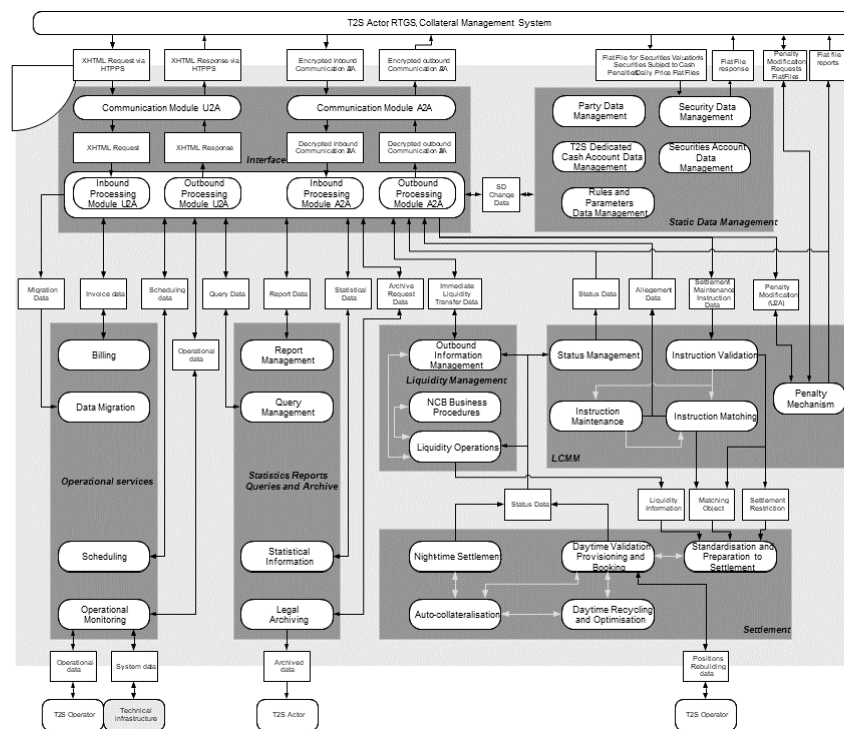 T2S Actor, RTGS, Collateral Management System
XHTML Request via
HTPPS
XHTML Response via
HTPPS
Encrypted inbound
Communication A2A
Encrypted outbound
Communication A2A
Flat File for Securities Valuations
Securities Subject to Cash
Penalties Daily Price Flat Files
Flat File
response
Penalty
Modification
Requests
Flat Files
Flat file
reports
Communication Module U2A
Communication Module A2A
XHTML Request
XHTML Response
Decrypted inbound
Communication A2A
Decrypted outbound
Communication A2A
Interface
Inbound
Processing
Module U2A
Outbound
Processing
Module U2A
Inbound
Processing
Module A2A
Outbound
Processing
Module A2A
SD
Change
Data
Party Data
Management
Security Data
Management
T2S Dedicated
Cash Account Data
Management
Securities Account
Data Management
Rules and
Parameters
Data Management
Static Data Management
Migration
Data
Invoice data
Scheduling
data
Query Data
Report Data
Statistical
Data
Archive
Request
Data
Immediate
Liquidity
Transfer Data
Status Data
Allegement
Data
Settlement
Maintenance
Instruction
Data
Penalty
Modification
(U2A)
Operational
data
Billing
Data Migration
Operational services
Scheduling
Operational
Monitoring
Report
Management
Query
Management
Statistics Reports
Queries and Archive
Statistical
Information
Legal
Archiving
Outbound
Information
Management
Liquidity Management
NCB Business
Procedures
Liquidity Operations
Status Management
Instruction Validation
Instruction
Maintenance
Instruction Matching
Penalty
Mechanism
LCMM
Status Data
Liquidity
Information
Matching
Object
Settlement
Restriction
Nighttime Settlement
Daytime Validation
Provisioning and
Booking
Standardisation and
Preparation to
Settlement
Auto-collateralisation
Daytime Recycling
and Optimisation
Settlement
Operational
data
System data
Archived
data
Positions
Rebuilding
data
T2S Operator
Technical
infrastructure
T2S Actor
T2S Operator